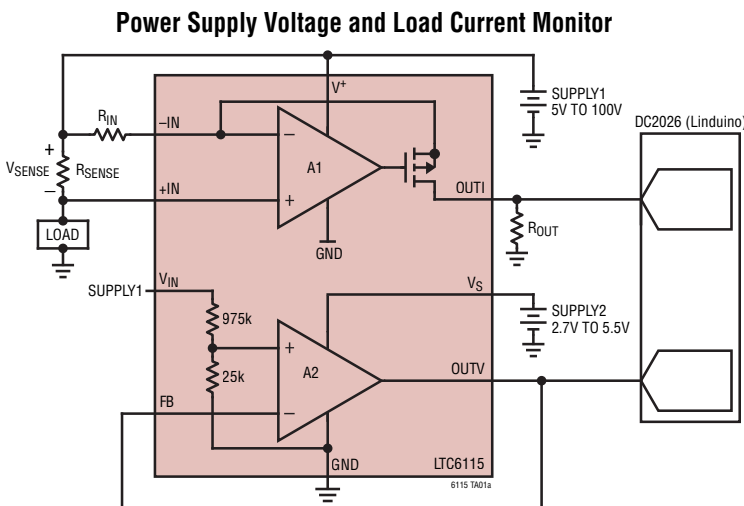 Power Supply Voltage and Load Current Monitor
V+
SUPPLY1
5V TO 100V
DC2026 (Linduino)
RIN
–IN
–
+
VSENSE
RSENSE
–
A1
+IN
+
OUTI
ROUT
LOAD
GND
VIN
SUPPLY1
VS
975k
SUPPLY2
2.7V TO 5.5V
+
A2
25k
OUTV
FB
–
GND
LTC6115
6115 TA01a